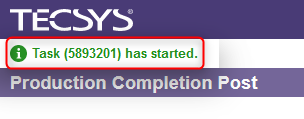 TECSYS®
Task (5893201) has started.
Production Completion Post